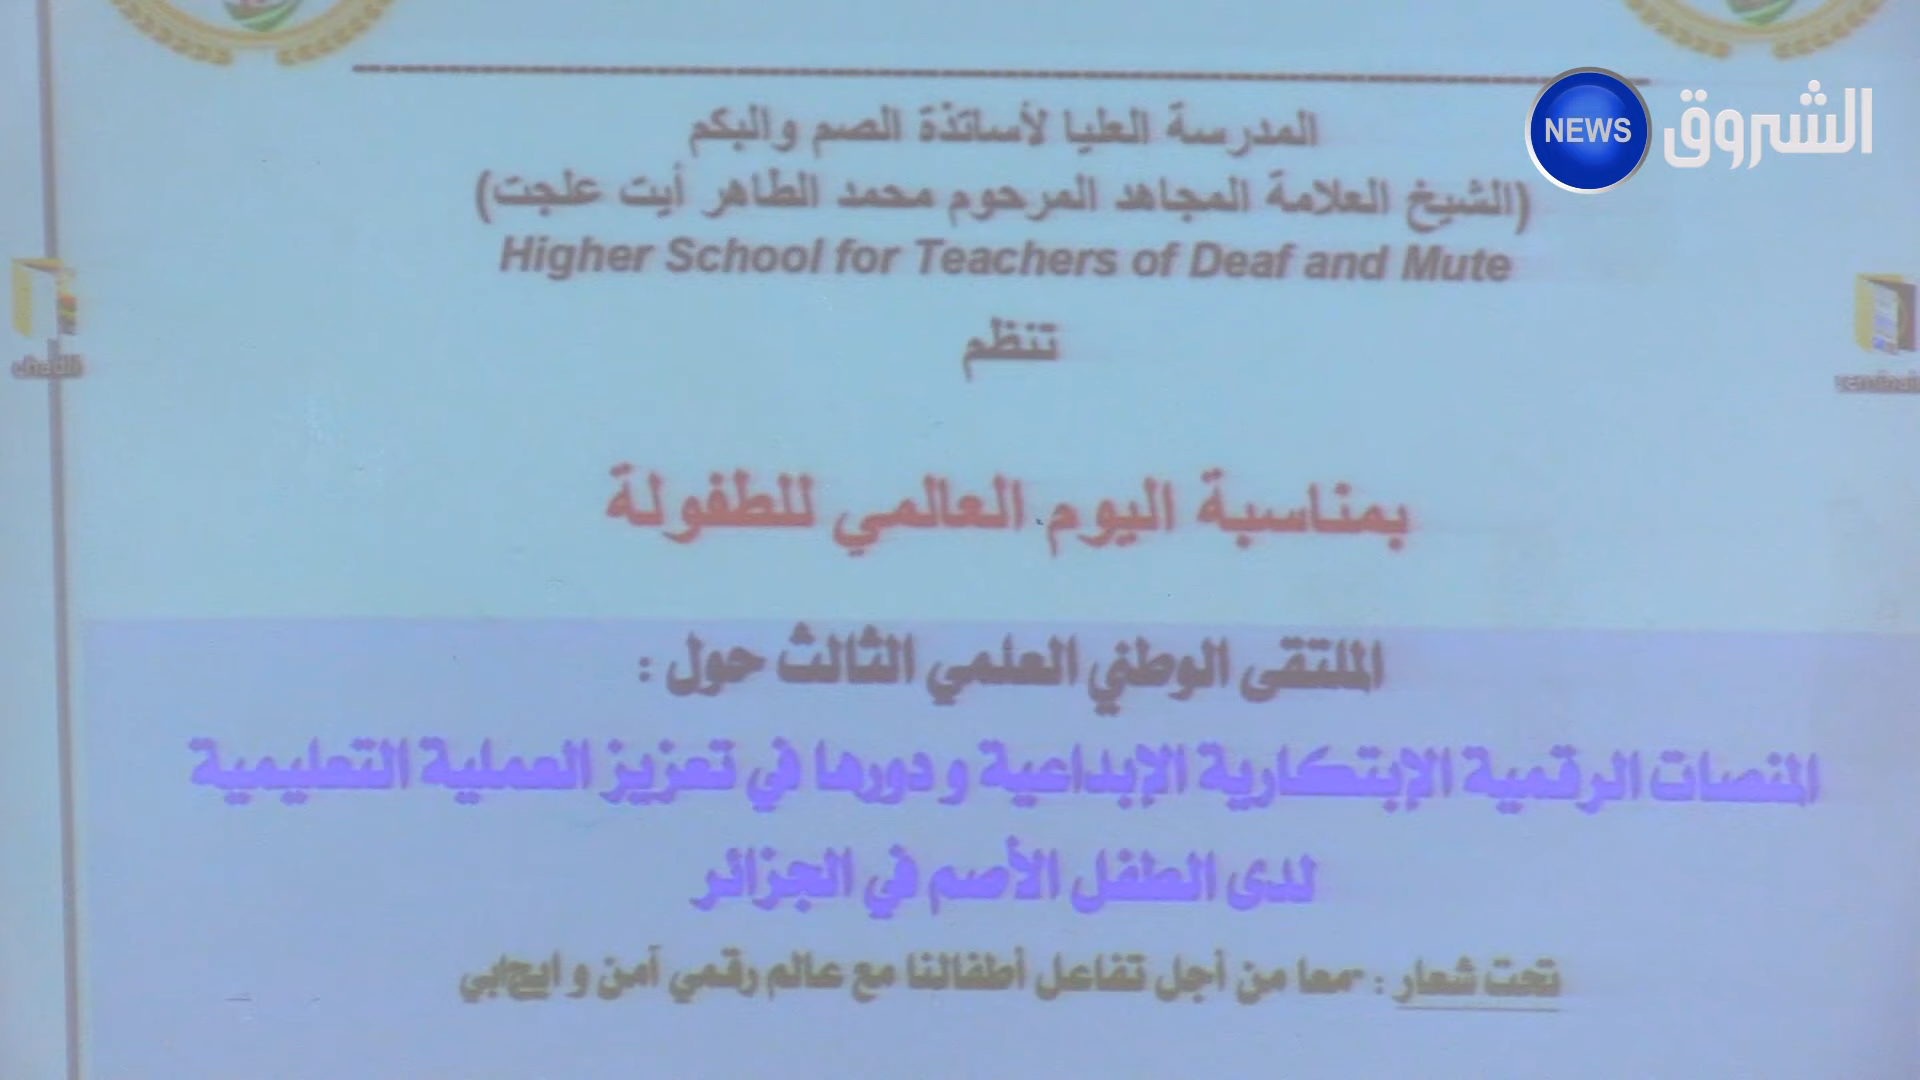 NEWS الشروق
المدرسة العليا لأساتذة الصم والبكم
(الشيخ العلامة المجاهد المرحوم محمد الطاهر أيت علجت)
Higher School for Teachers of Deaf and Mute
تنظم
بمناسبة اليوم العالمي للطفولة
الملتقى الوطني العلمي الثالث حول :
المنصات الرقمية الإبتكارية الإبداعية و دورها في تعزيز العملية التعليمية
لدى الطفل الأصم في الجزائر
تحت شعار : معا من أجل تفاعل أطفالنا مع عالم رقمي آمن و ايجابي